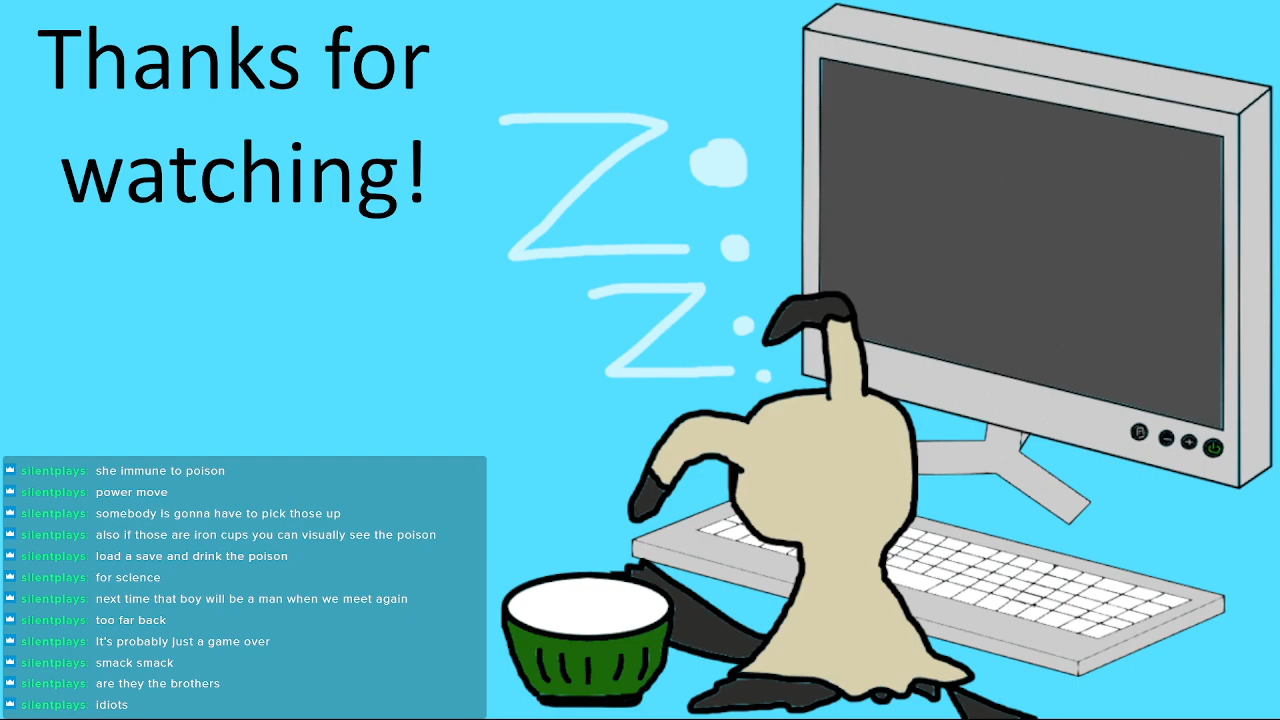 Thanks for
watching!
Z
Z
silentplays: she immune to poison
silentplays: power move
silentplays: somebody is gonna have to pick those up
silentplays: also if those are iron cups you can visually see the poison
silentplays: load a save and drink the poison
silentplays: for science
silentplays: next time that boy will be a man when we meet again
silentplays: too far back
silentplays: It's probably just a game over
silentplays: smack smack
silentplays: are they the brothers
silentplays: idiots